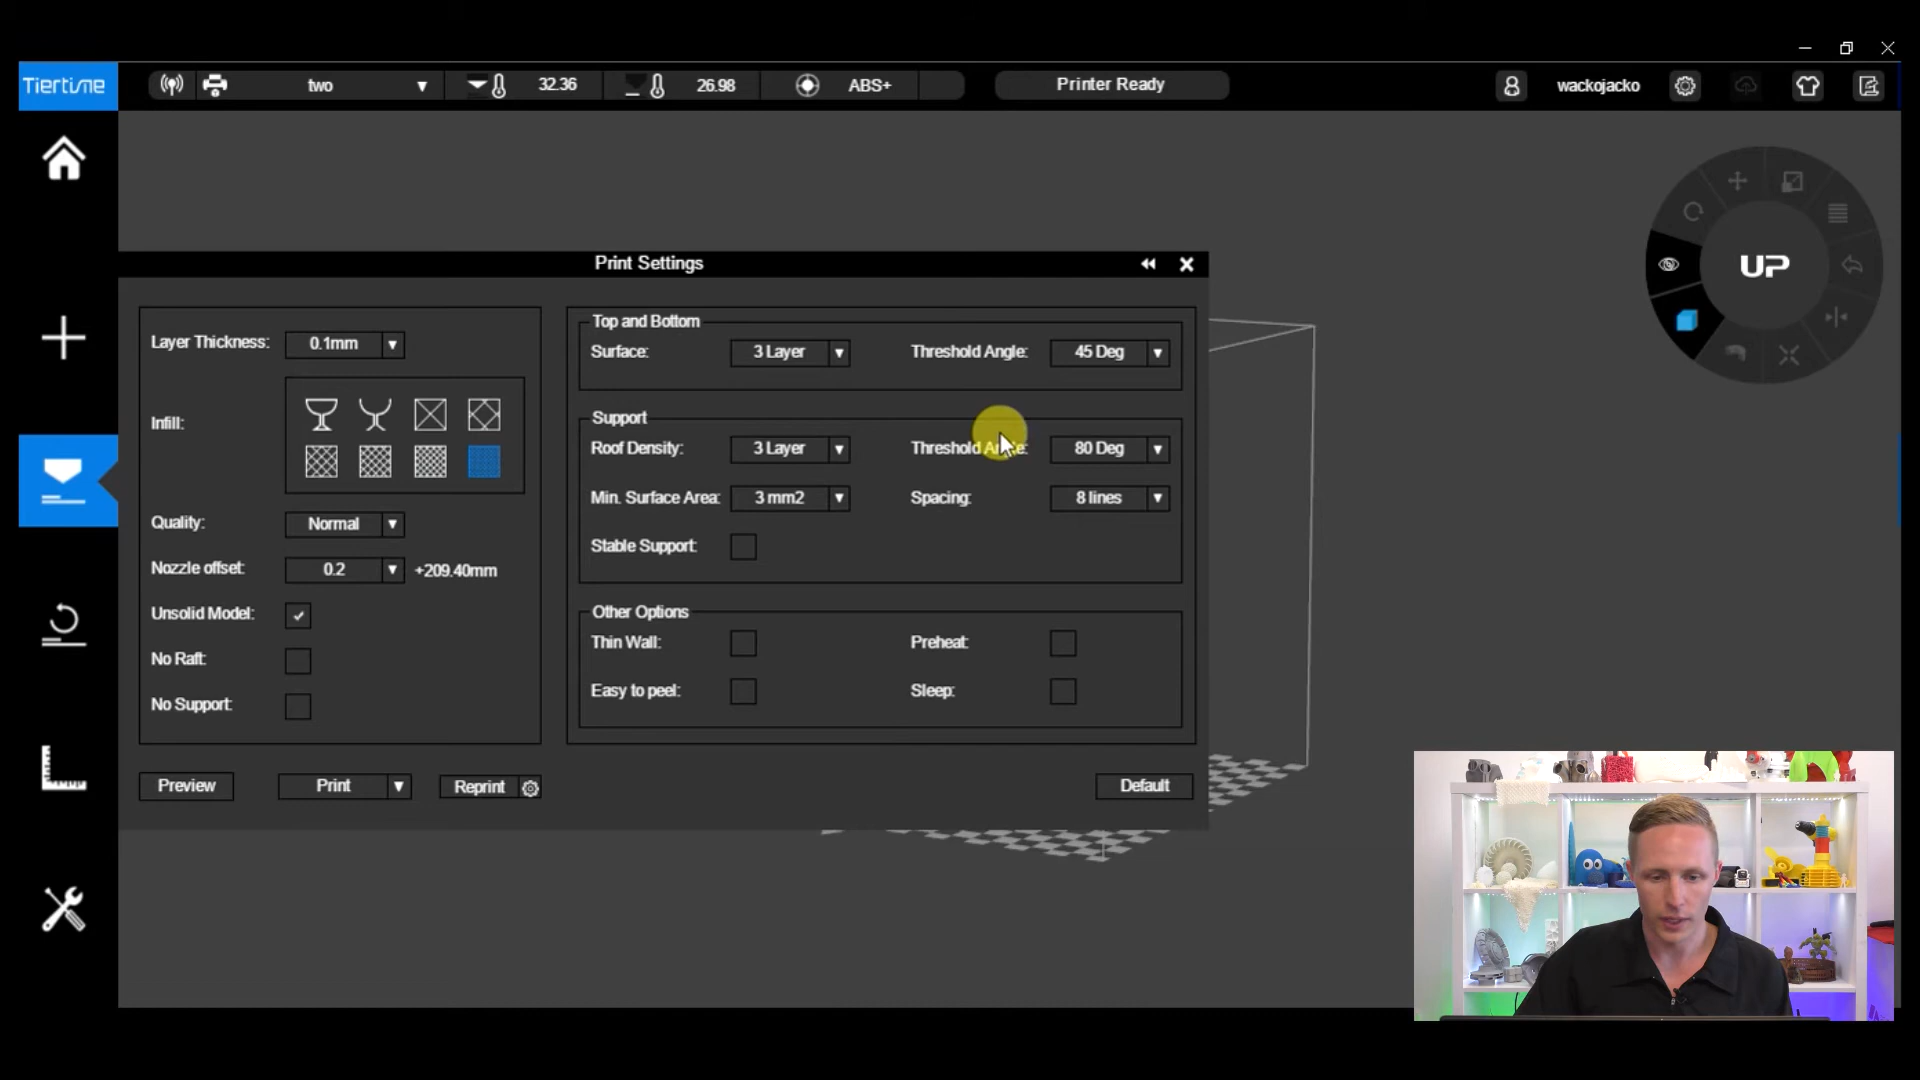 Tiertime two 32.36 26.98 ABS+ Printer Ready wackojacko
UP
Print Settings
Layer Thickness: 0.1mm
Infill:
Quality: Normal
Nozzle offset: 0.2 +209.40mm
Unsolid Model:
No Raft:
No Support:
Top and Bottom
Surface: 3 Layer Threshold Angle: 45 Deg
Support
Roof Density: 3 Layer Threshold Angle: 80 Deg
Min. Surface Area: 3 mm2 Spacing: 8 lines
Stable Support:
Other Options
Thin Wall: Preheat:
Easy to peel: Sleep:
Preview Print Reprint Default